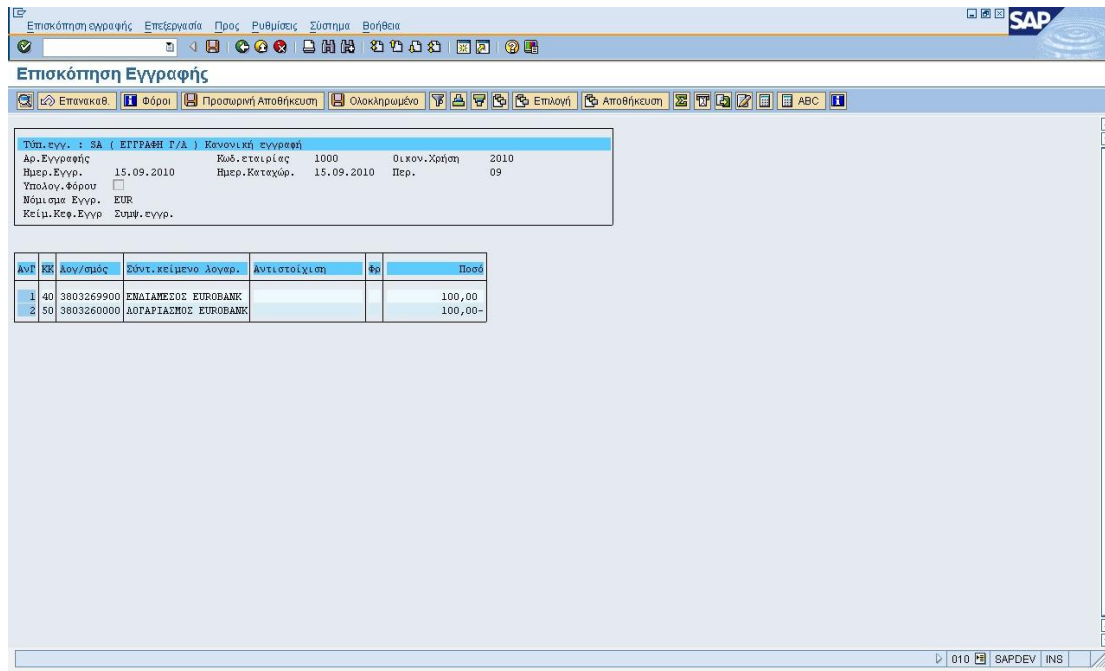 Επισκόπηση εγγραφής Επεξεργασία Προς Ρυθμίσεις Σύστημα Βοήθεια
SAP
Επισκόπηση Εγγραφής
Επανακαθ. Φόροι Προσωρινή Αποθήκευση Ολοκληρωμένο Επιλογή Αποθήκευση ABC
Τύπ.εγγ. : SA ( ΕΓΓΡΑΦΗ Γ/Λ ) Κανονική εγγραφή
Αρ.Εγγραφής Κωδ.εταιρίας 1000 Οικον.Χρήση 2010
Ημερ.Εγγρ. 15.09.2010 Ημερ.Καταχώρ. 15.09.2010 Περ. 09
Υπολογ.Φόρου
Νόμισμα Εγγρ. EUR
Κείμ.Κεφ.Εγγρ Συμψ.εγγρ.
ΑνΓ ΚΚ Λογ/σμός Σύντ.κείμενο λογαρ. Αντιστοίχιση Φρ Ποσό
1 40 3803269900 ΕΝΔΙΑΜΕΣΟΣ EUROBANK 100,00
2 50 3803260000 ΛΟΓΑΡΙΑΣΜΟΣ EUROBANK 100,00-
010 SAPDEV INS